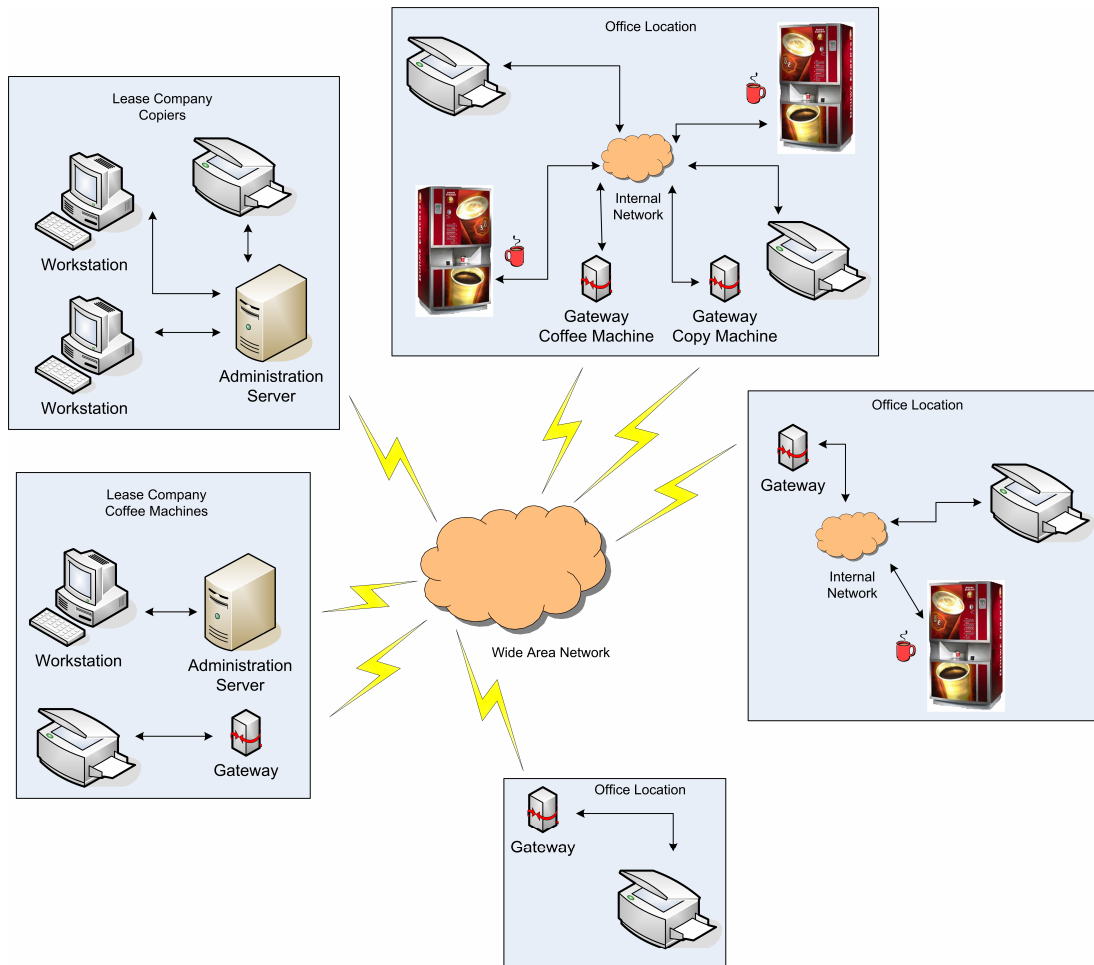 Office Location
Internal
Network
Gateway
Coffee Machine
Gateway
Copy Machine
Lease Company
Copiers
Workstation
Workstation
Administration
Server
Office Location
Gateway
Internal
Network
Lease Company
Coffee Machines
Workstation
Administration
Server
Gateway
Wide Area Network
Office Location
Gateway